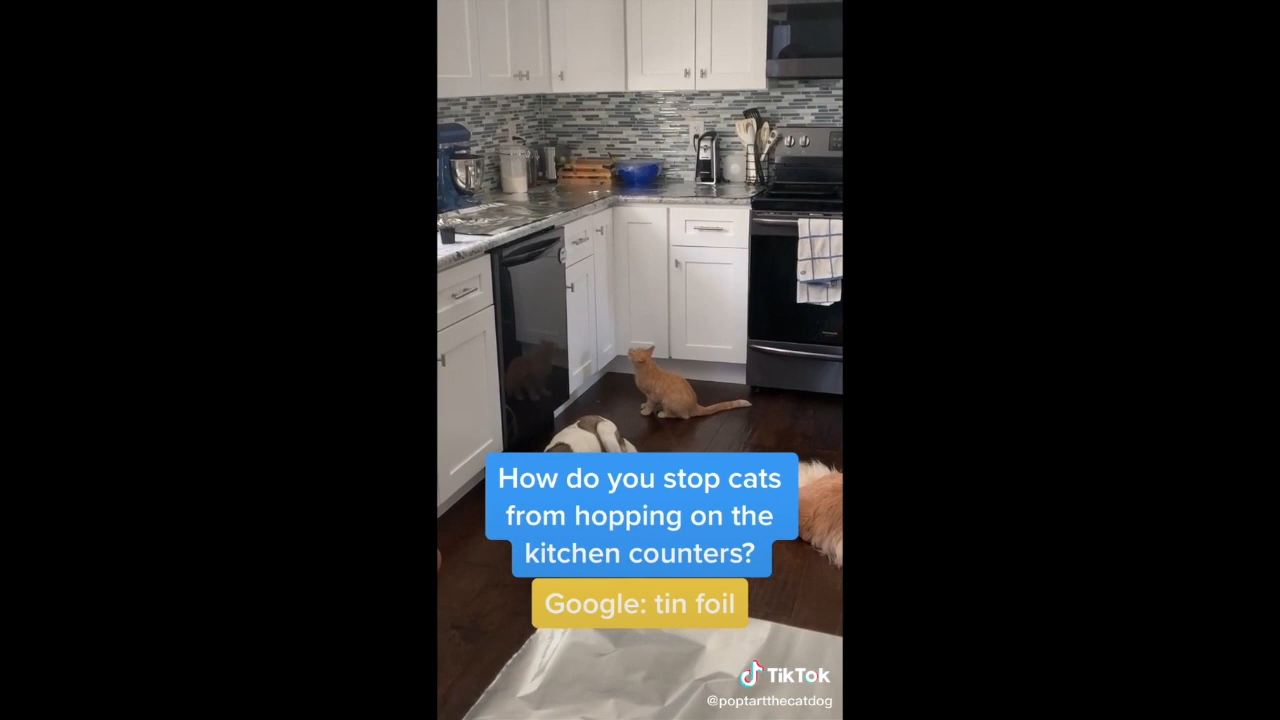 How do you stop cats
from hopping on the
kitchen counters?
Google: tin foil
TikTok
@poptartthecatdog